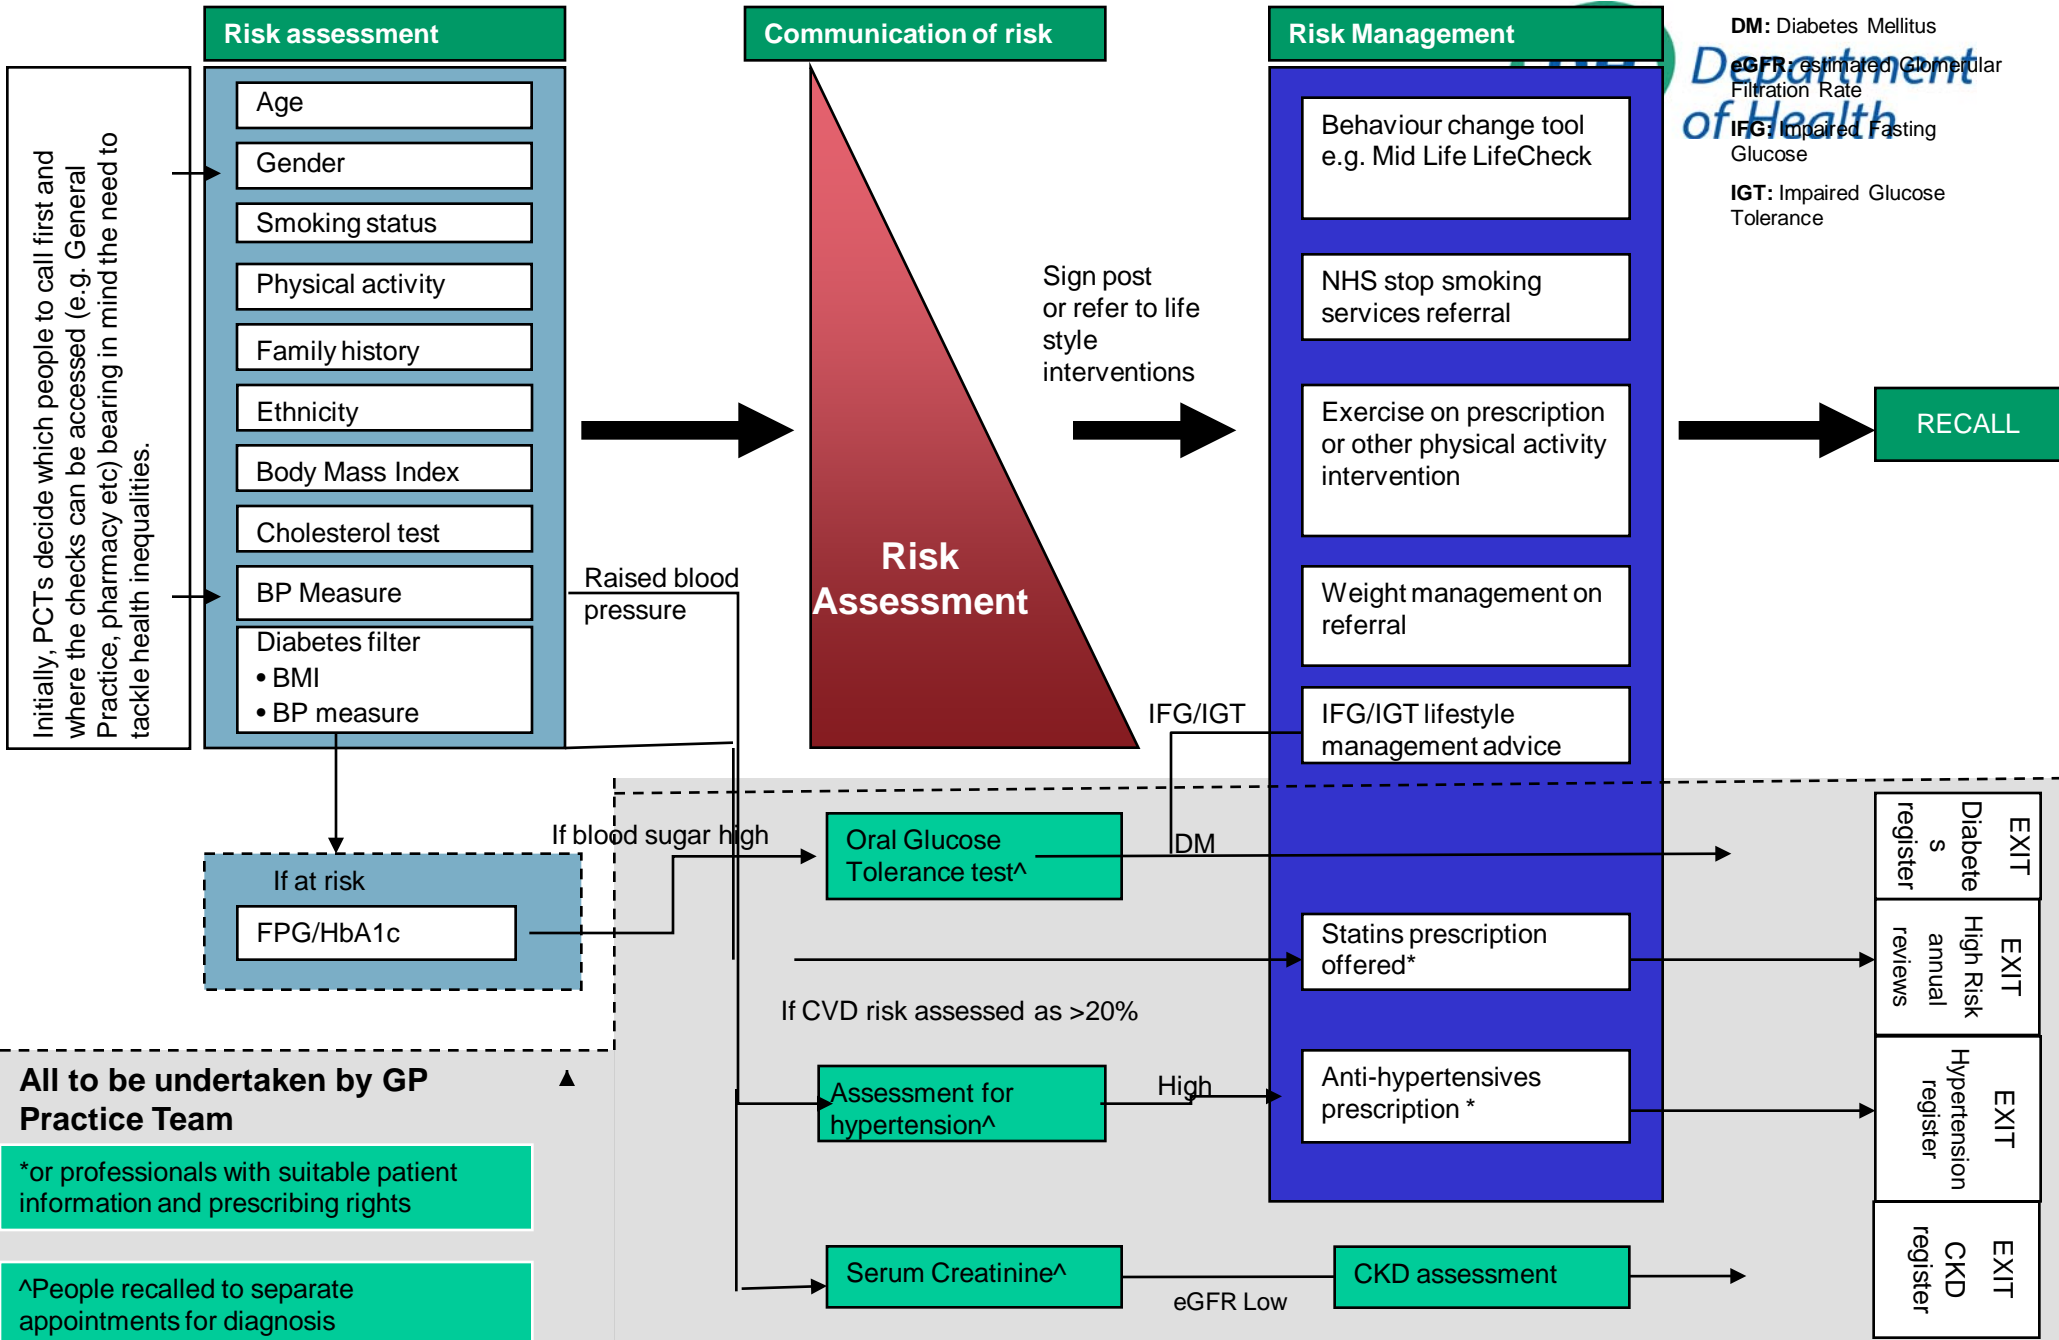 Risk assessment
Communication of risk
Risk Management
DM: Diabetes Mellitus
eGFR: estimated Glomerular
Filtration Rate
IFG: Impaired Fasting
Glucose
IGT: Impaired Glucose
Tolerance
Department
of Health
Initially, PCTs decide which people to call first and
where the checks can be accessed (e.g. General
Practice, pharmacy etc) bearing in mind the need to
tackle health inequalities.
Age
Gender
Smoking status
Physical activity
Family history
Ethnicity
Body Mass Index
Cholesterol test
BP Measure
Diabetes filter
• BMI
• BP measure
Raised blood
pressure
Risk
Assessment
Sign post
or refer to life
style
interventions
Behaviour change tool
e.g. Mid Life LifeCheck
NHS stop smoking
services referral
Exercise on prescription
or other physical activity
intervention
Weight management on
referral
IFG/IGT lifestyle
management advice
RECALL
IFG/IGT
If at risk
FPG/HbA1c
If blood sugar high
Oral Glucose
Tolerance test^
DM
EXIT
Diabete
s
register
Statins prescription
offered*
EXIT
High Risk
annual
reviews
If CVD risk assessed as >20%
Assessment for
hypertension^
High
Anti-hypertensives
prescription *
EXIT
Hypertension
register
Serum Creatinine^
eGFR Low
CKD assessment
EXIT
CKD
register
All to be undertaken by GP
Practice Team
*or professionals with suitable patient
information and prescribing rights
^People recalled to separate
appointments for diagnosis